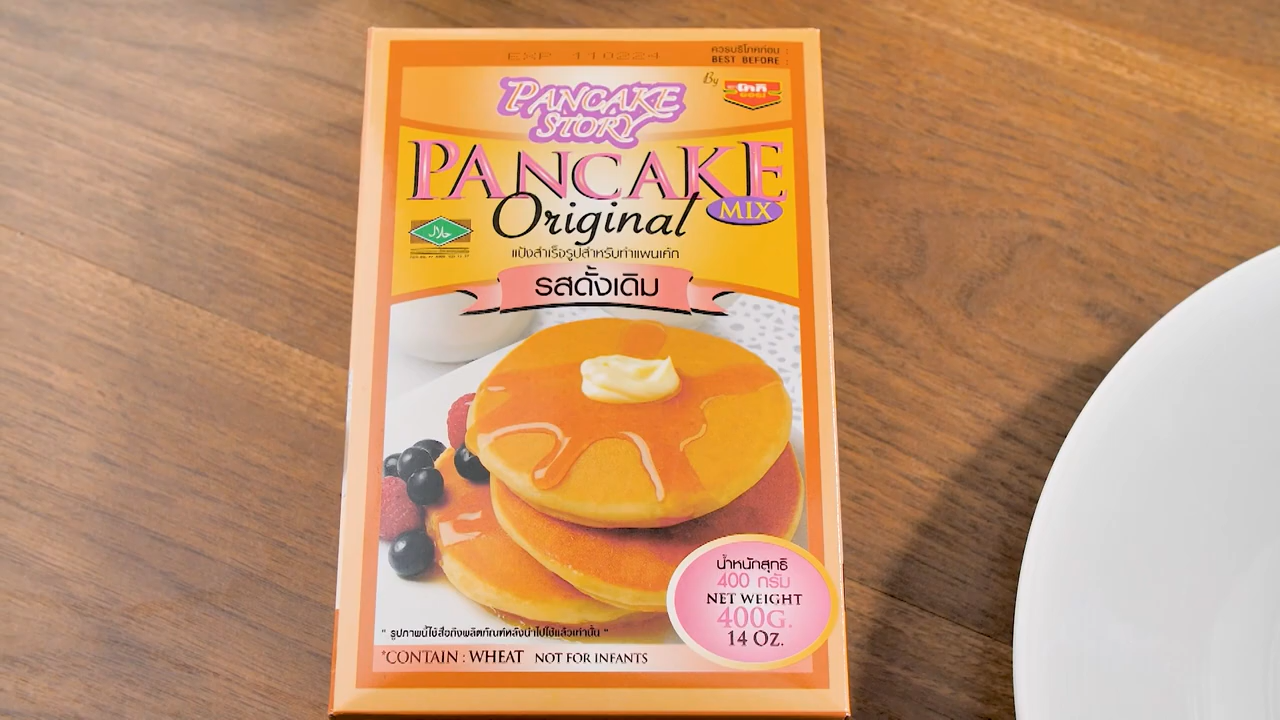 EXP 110224
ควรบริโภคก่อน :
BEST BEFORE :
By
PANCAKE
STORY
PANCAKE
MIX
Original
حلال
แป้งสำเร็จรูปสำหรับทำแพนเค้ก
รสดั้งเดิม
น้ำหนักสุทธิ
400 กรัม
NET WEIGHT
400G.
14 OZ.
" รูปภาพนี้ใช้สื่อถึงผลิตภัณฑ์หลังนำไปใช้แล้วเท่านั้น "
*CONTAIN : WHEAT NOT FOR INFANTS